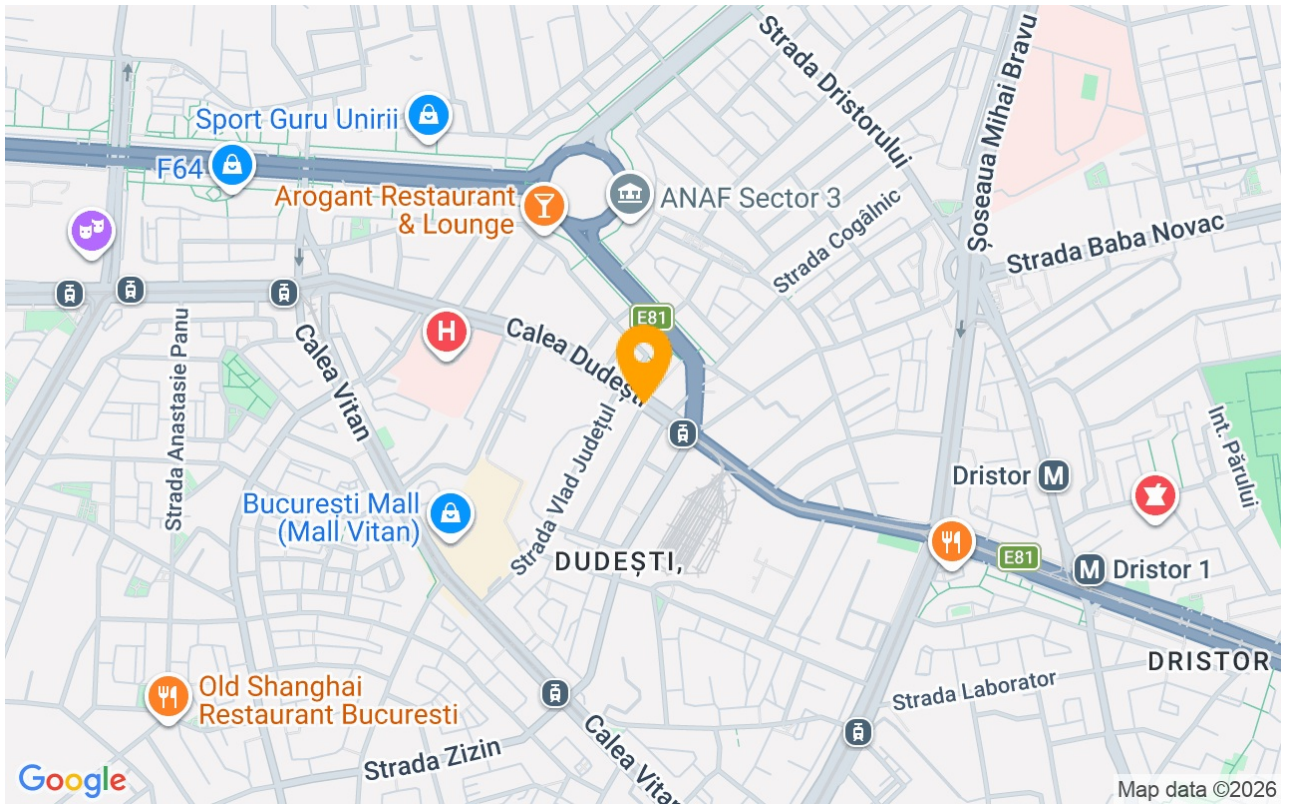 Strada Dristorului
Șoseaua Mihai Bravu
Sport Guru Unirii
F64
Arogant Restaurant
& Lounge
ANAF Sector 3
Strada Cogâlnic
Strada Baba Novac
E81
H
Calea Dudești
Calea Vitan
Strada Anastasie Panu
Strada Vlad Județul
Int. Părului
Dristor
M
București Mall
(Mall Vitan)
DUDEȘTI,
E81
M
Dristor 1
DRISTOR
Old Shanghai
Restaurant Bucuresti
Strada Laborator
Strada Zizin
Calea Vitan
Google
Map data ©2026